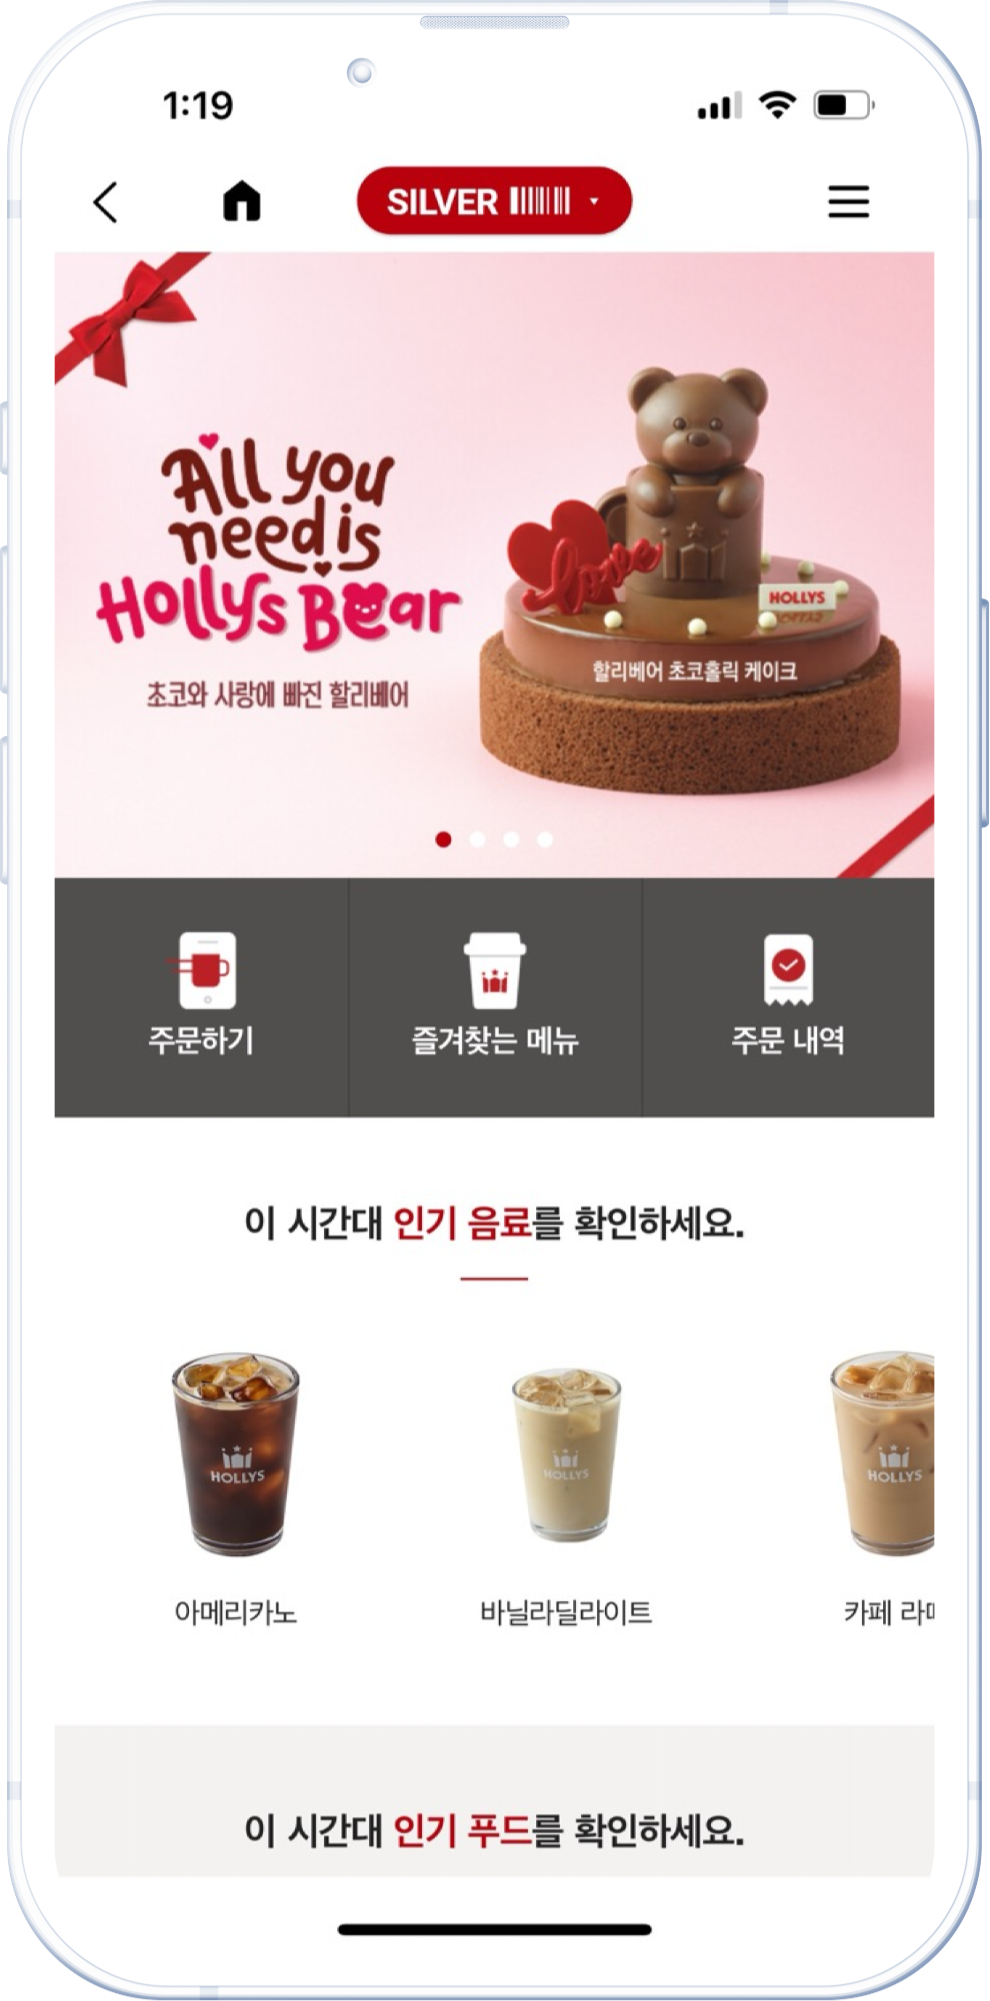 1:19
SILVER
All you
need is
Hollys Bear
초코와 사랑에 빠진 할리베어
love
HOLLYS
할리베어 초코홀릭 케이크
주문하기
즐겨찾는 메뉴
주문 내역
이 시간대 인기 음료를 확인하세요.
HOLLYS
HOLLYS
HOLLYS
아메리카노
바닐라딜라이트
카페
이 시간대 인기 푸드를 확인하세요.